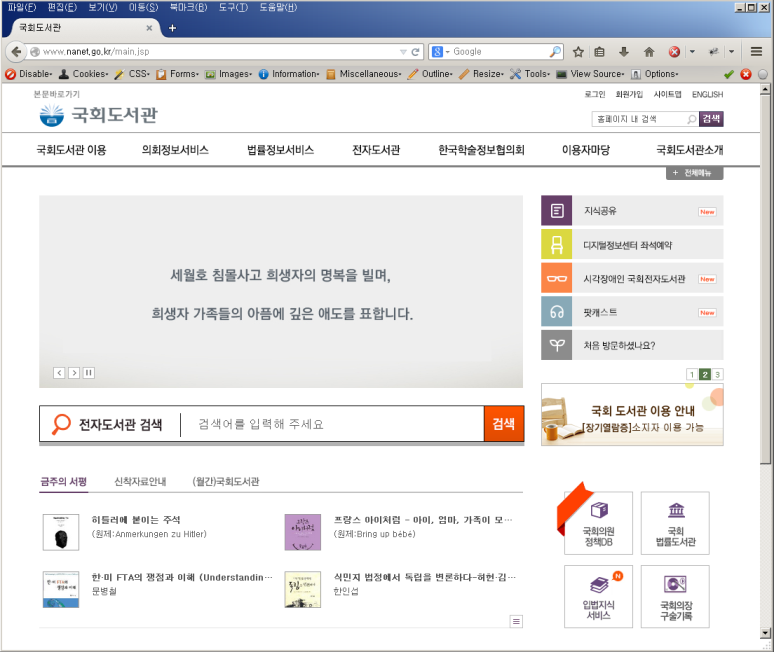 파일(F) 편집(E) 보기(V) 이동(S) 북마크(B) 도구(T) 도움말(H)
국회도서관
www.nanet.go.kr/main.jsp
Google
Disable Cookies CSS Forms Images Information Miscellaneous Outline Resize Tools View Source Options
본문바로가기
로그인 회원가입 사이트맵 ENGLISH
국회도서관
홈페이지 내 검색 검색
국회도서관 이용 의회정보서비스 법률정보서비스 전자도서관 한국학술정보협의회 이용자마당 국회도서관소개
+ 전체메뉴
세월호 침몰사고 희생자의 명복을 빌며,
희생자 가족들의 아픔에 깊은 애도를 표합니다.
지식공유 New
디지털정보센터 좌석예약
시각장애인 국회전자도서관 New
팟캐스트 New
처음 방문하셨나요?
1 2 3
국회 도서관 이용 안내
[장기열람증]소지자 이용 가능
전자도서관 검색 검색어를 입력해 주세요 검색
금주의 서평 신착자료안내 (월간)국회도서관
히틀러에 붙이는 주석
(원제:Anmerkungen zu Hitler)
프랑스 아이처럼 - 아이, 엄마, 가족이 모…
(원제:Bring up bébé)
한·미 FTA의 쟁점과 이해 (Understandin…
문병철
식민지 법정에서 독립을 변론하다-허헌·김…
한인섭
국회의원
정책DB
국회
법률도서관
N
입법지식
서비스
국회의장
구술기록